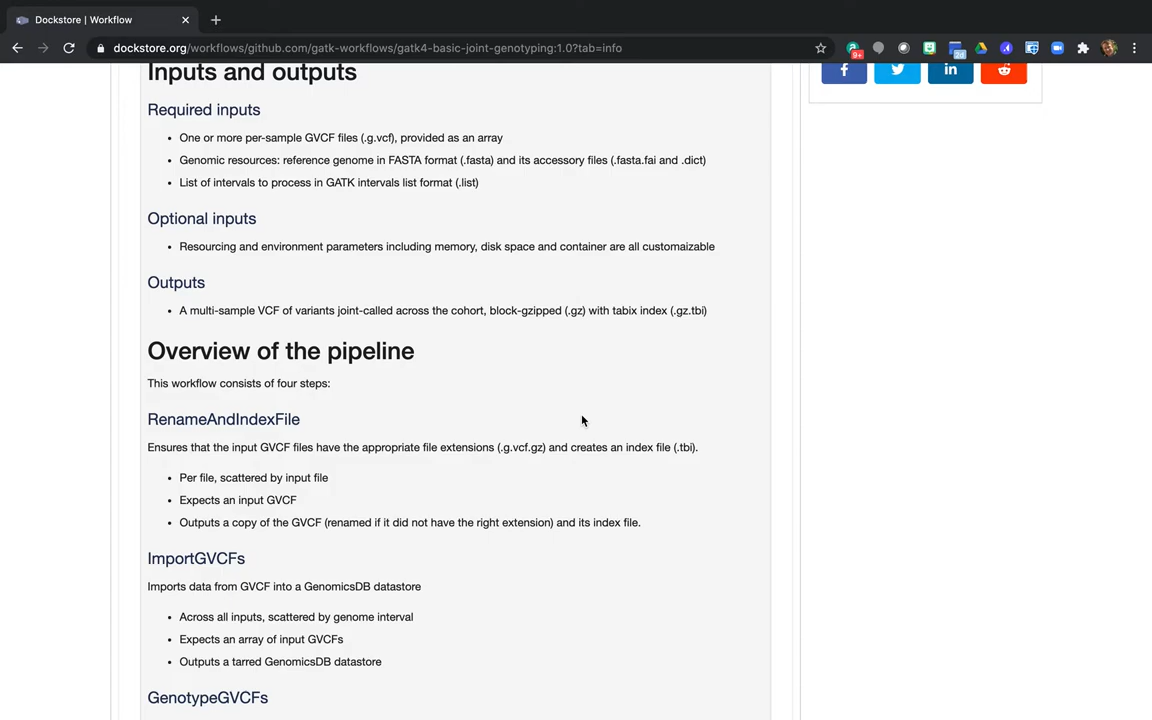 Dockstore | Workflow
dockstore.org/workflows/github.com/gatk-workflows/gatk4-basic-joint-genotyping:1.0?tab=info
9+
2d
Inputs and outputs
Required inputs
One or more per-sample GVCF files (.g.vcf), provided as an array
Genomic resources: reference genome in FASTA format (.fasta) and its accessory files (.fasta.fai and .dict)
List of intervals to process in GATK intervals list format (.list)
Optional inputs
Resourcing and environment parameters including memory, disk space and container are all customaizable
Outputs
A multi-sample VCF of variants joint-called across the cohort, block-gzipped (.gz) with tabix index (.gz.tbi)
Overview of the pipeline
This workflow consists of four steps:
RenameAndIndexFile
Ensures that the input GVCF files have the appropriate file extensions (.g.vcf.gz) and creates an index file (.tbi).
Per file, scattered by input file
Expects an input GVCF
Outputs a copy of the GVCF (renamed if it did not have the right extension) and its index file.
ImportGVCFs
Imports data from GVCF into a GenomicsDB datastore
Across all inputs, scattered by genome interval
Expects an array of input GVCFs
Outputs a tarred GenomicsDB datastore
GenotypeGVCFs